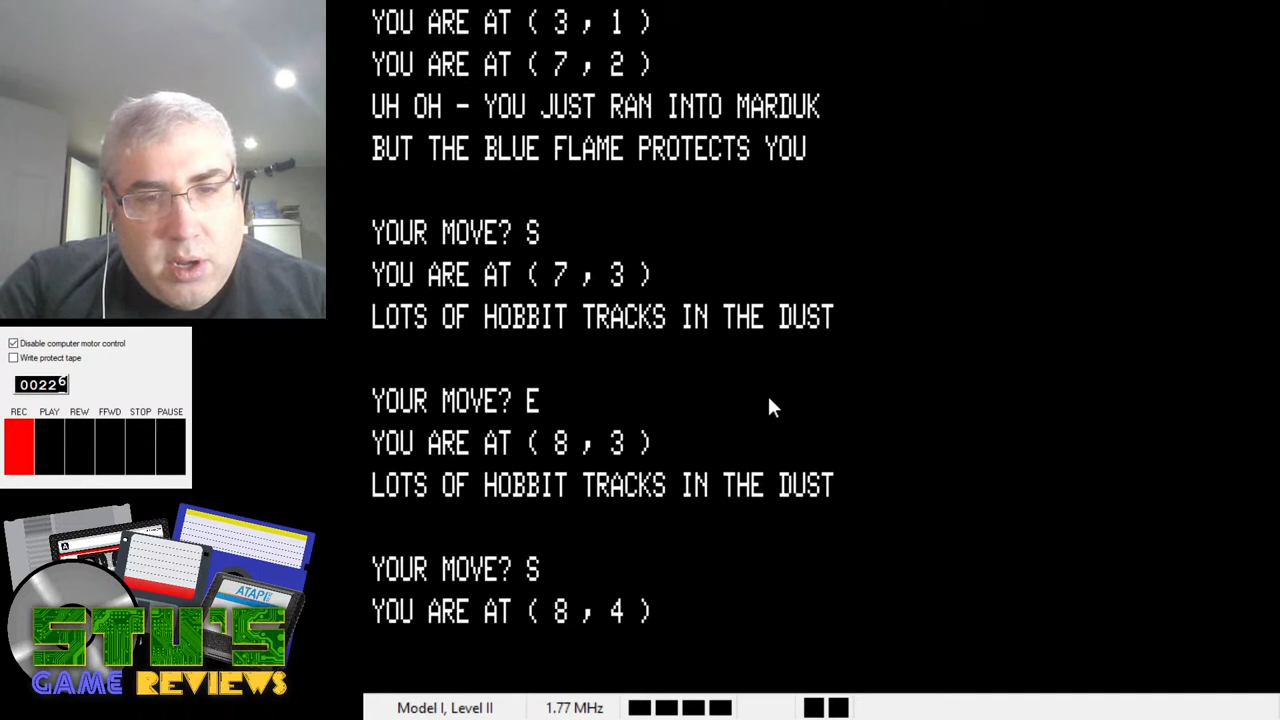 YOU ARE AT ( 3 , 1 )
YOU ARE AT ( 7 , 2 )
UH OH - YOU JUST RAN INTO MARDUK
BUT THE BLUE FLAME PROTECTS YOU
YOUR MOVE? S
YOU ARE AT ( 7 , 3 )
LOTS OF HOBBIT TRACKS IN THE DUST
YOUR MOVE? E
YOU ARE AT ( 8 , 3 )
LOTS OF HOBBIT TRACKS IN THE DUST
YOUR MOVE? S
YOU ARE AT ( 8 , 4 )
Disable computer motor control
Write protect tape
00226
REC PLAY REW FFWD STOP PAUSE
A
ATARI
STU'S
GAME REVIEWS
Model I, Level II 1.77 MHz